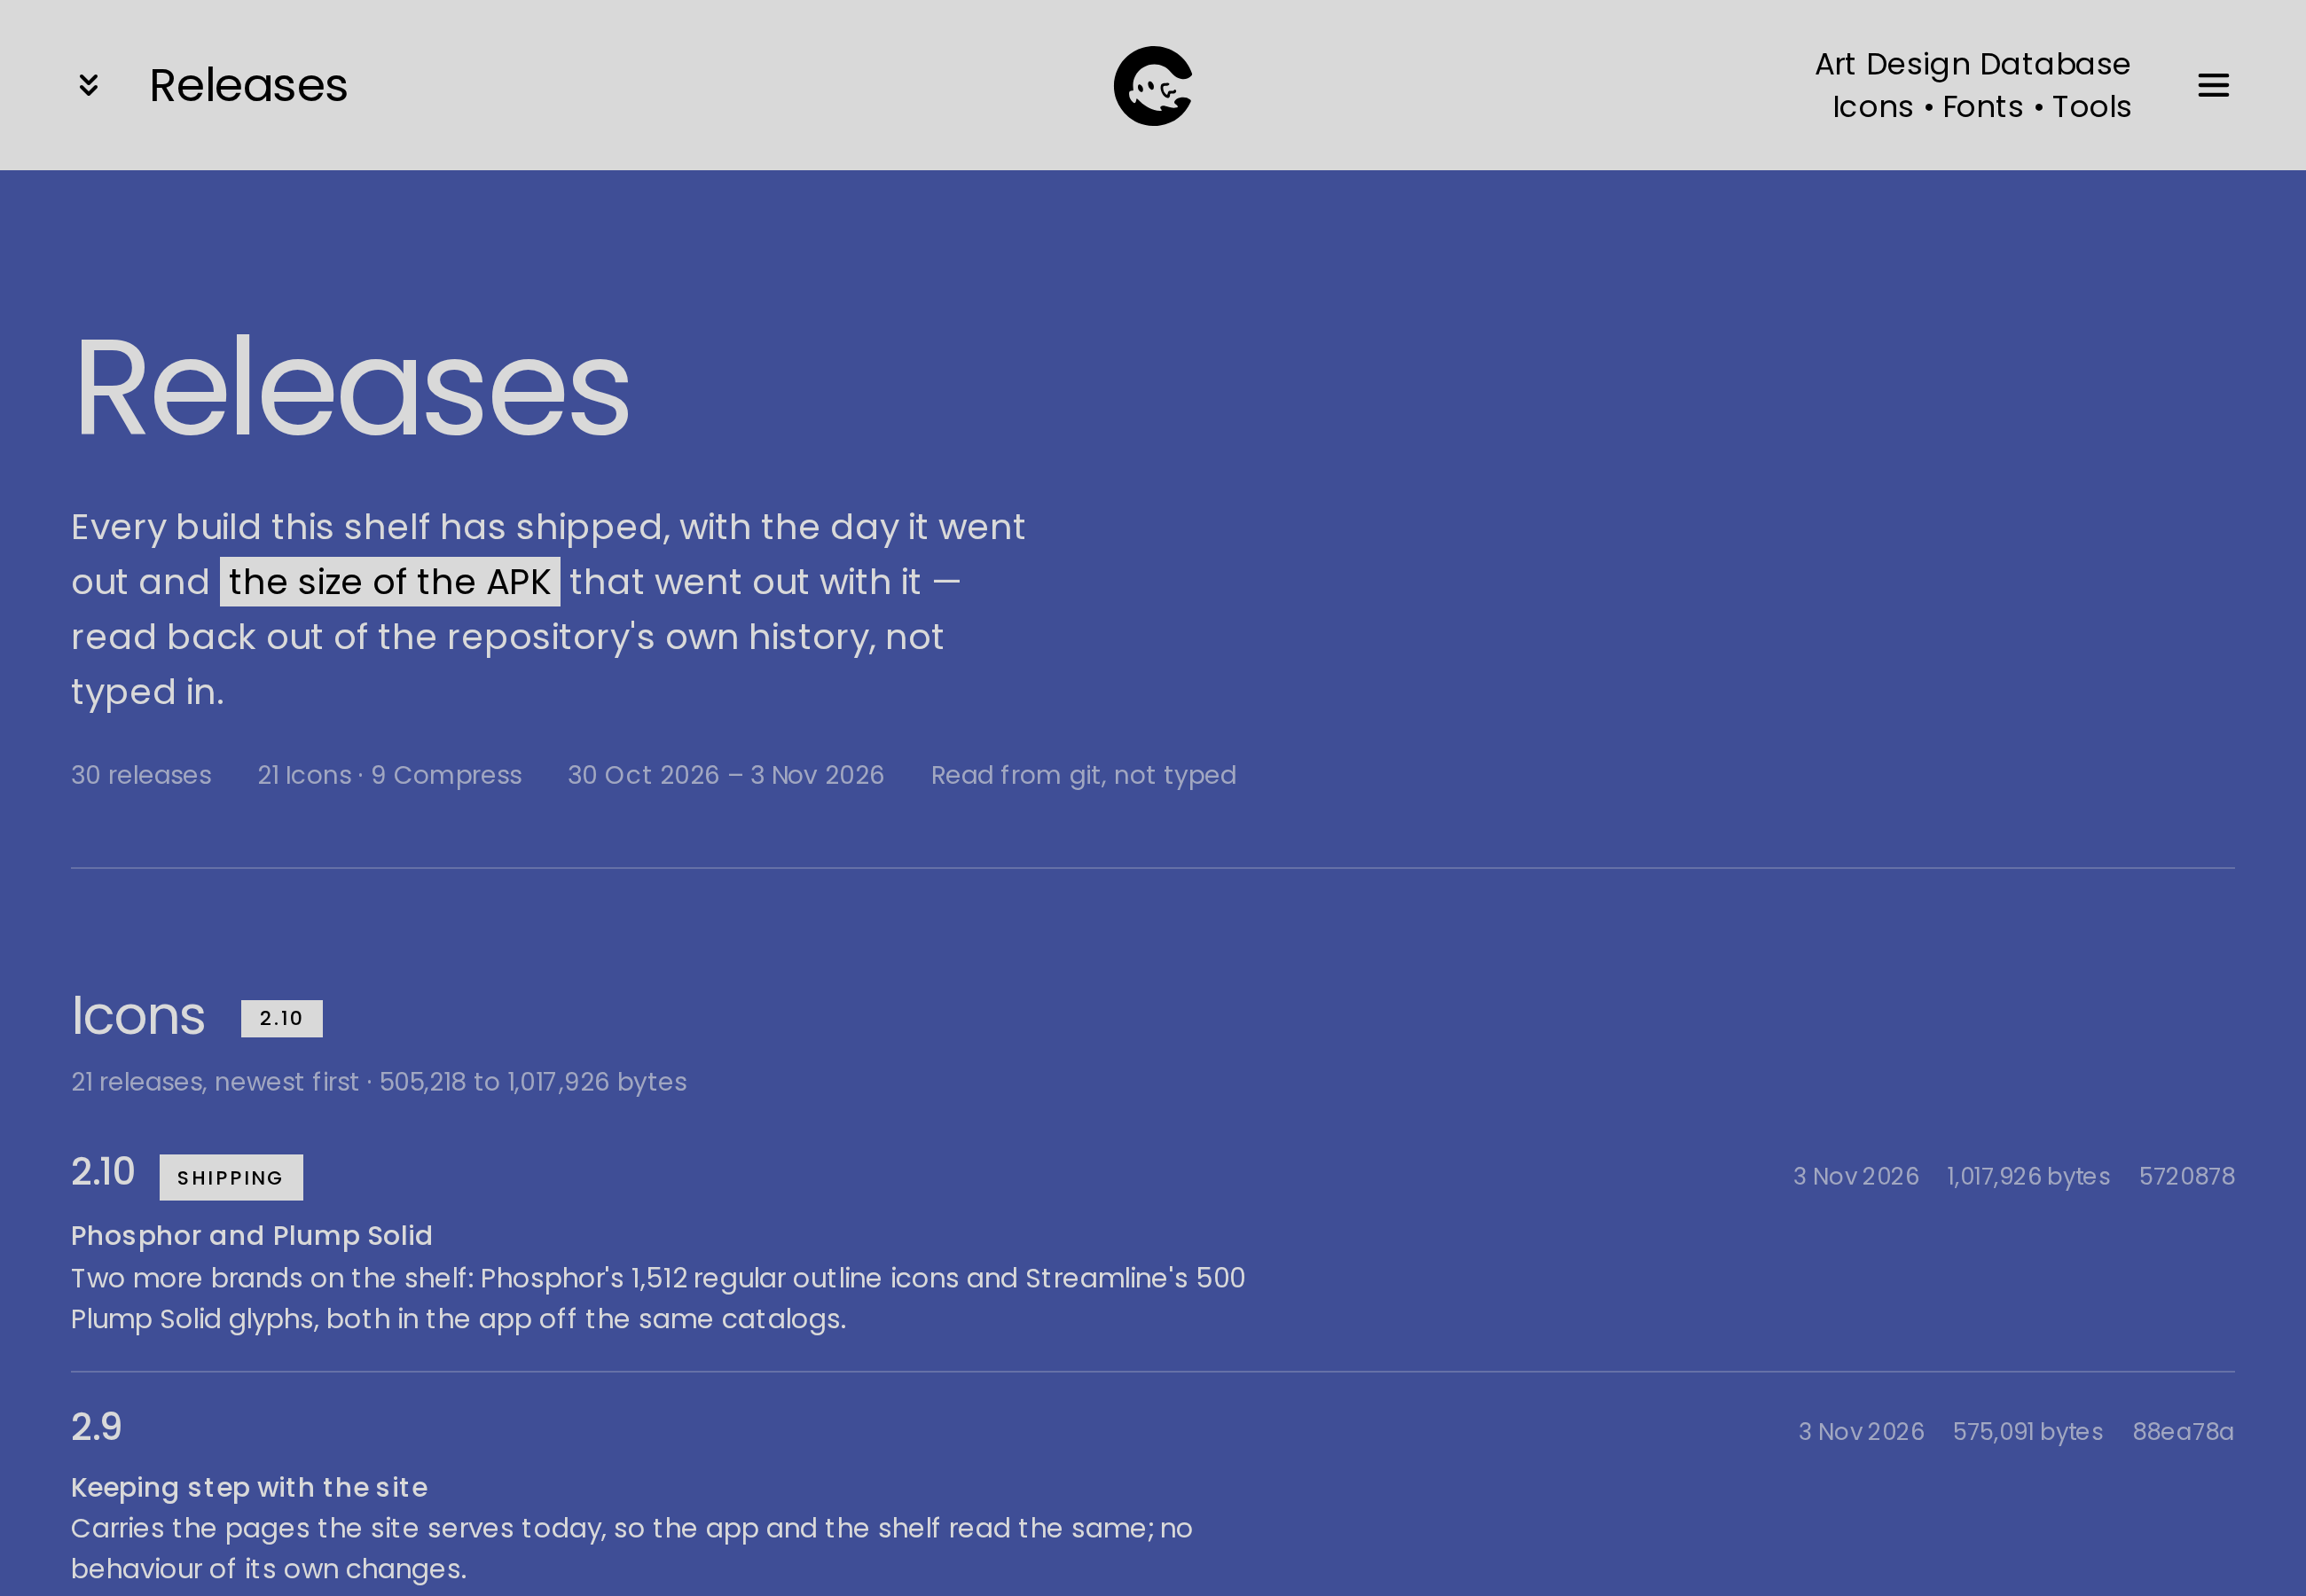 Releases
Art Design Database
Icons • Fonts • Tools
Releases
Every build this shelf has shipped, with the day it went
out and the size of the APK that went out with it —
read back out of the repository's own history, not
typed in.
30 releases 21 Icons · 9 Compress 30 Oct 2026 – 3 Nov 2026 Read from git, not typed
Icons 2.10
21 releases, newest first · 505,218 to 1,017,926 bytes
2.10 SHIPPING 3 Nov 2026 1,017,926 bytes 5720878
Phosphor and Plump Solid
Two more brands on the shelf: Phosphor's 1,512 regular outline icons and Streamline's 500
Plump Solid glyphs, both in the app off the same catalogs.
2.9 3 Nov 2026 575,091 bytes 88ea78a
Keeping step with the site
Carries the pages the site serves today, so the app and the shelf read the same; no
behaviour of its own changes.